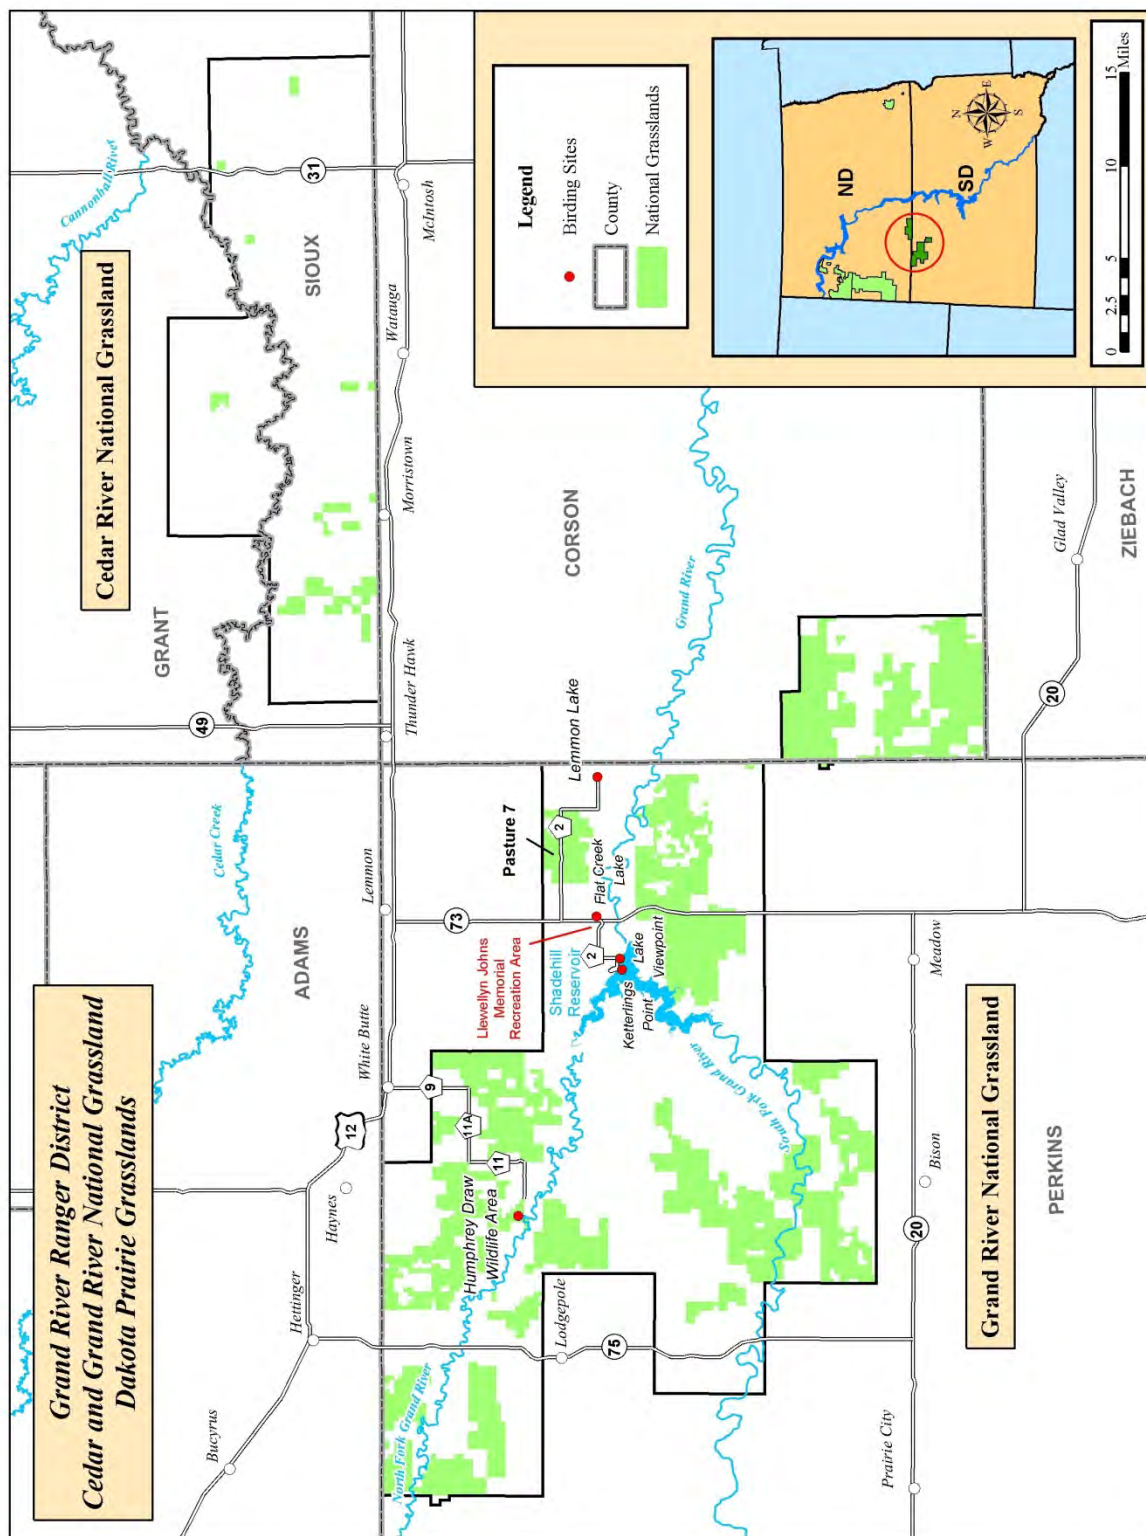 Grand River Ranger District
Cedar and Grand River National Grassland
Dakota Prairie Grasslands
Cedar River National Grassland
Cannonball River
Cedar Creek
GRANT
SIOUX
ADAMS
31
49
Bucyrus
Hettinger
Haynes
12
White Butte
Lemmon
Thunder Hawk
Morristown
Watauga
McIntosh
North Fork Grand River
9
11A
11
Humphrey Draw
Wildlife Area
73
Pasture 7
2
Lemmon Lake
Llewellyn Johns
Memorial
Recreation Area
Flat Creek
Lake
2
Shadehill
Reservoir
Ketterlings
Point
Lake
Viewpoint
Grand River
CORSON
Lodgepole
75
South Fork Grand River
Prairie City
20
Bison
Meadow
20
Glad Valley
PERKINS
ZIEBACH
Grand River National Grassland
Legend
Birding Sites
County
National Grasslands
ND
SD
N
E
S
W
0 2.5 5 10 15
Miles